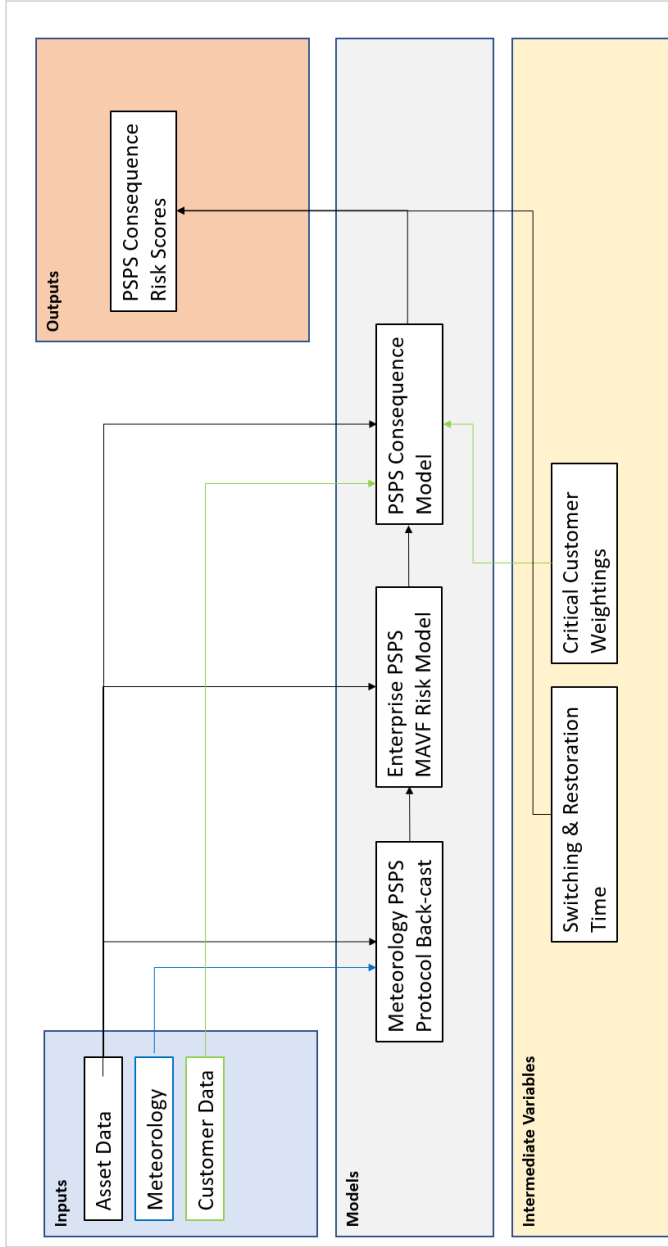 Inputs
Asset Data
Meteorology
Customer Data
Outputs
PSPS Consequence
Risk Scores
Models
Meteorology PSPS
Protocol Back-cast
Enterprise PSPS
MAVF Risk Model
PSPS Consequence
Model
Intermediate Variables
Switching & Restoration
Time
Critical Customer
Weightings